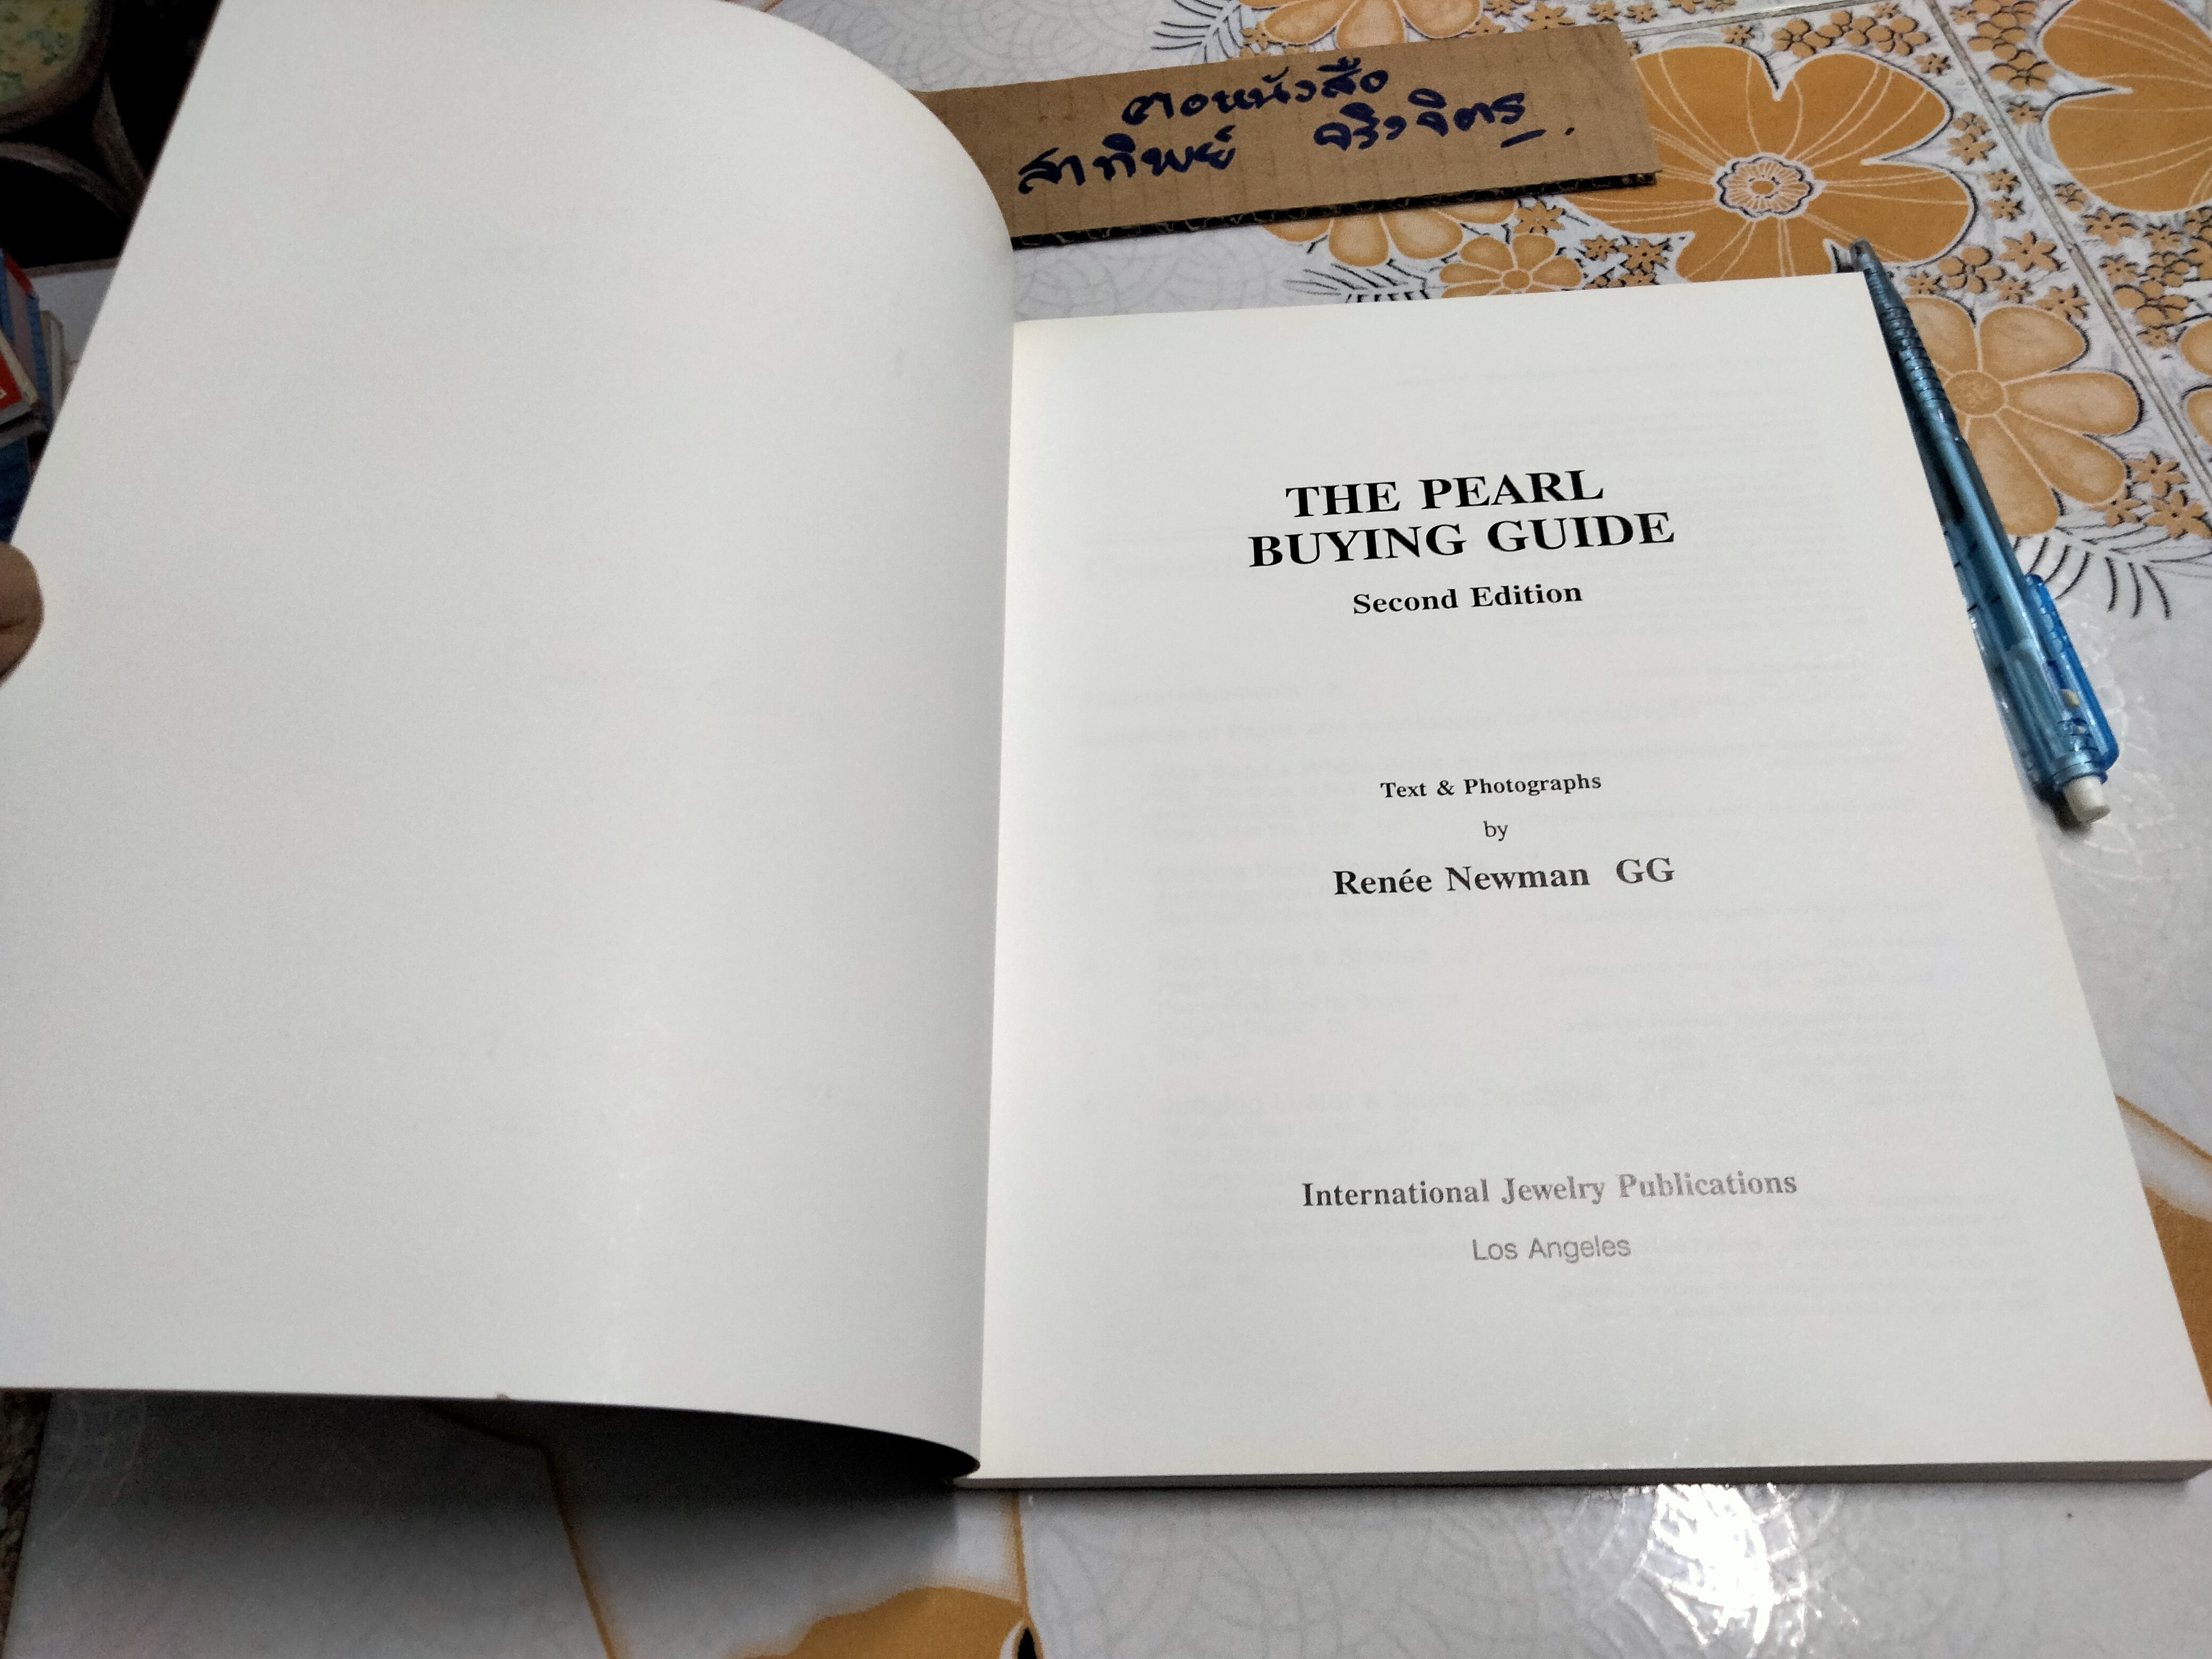 ตอหนังสือ
สาทิพย์ จริงจิตร
THE PEARL
BUYING GUIDE
Second Edition
Text & Photographs
by
Renée Newman GG
International Jewelry Publications
Los Angeles